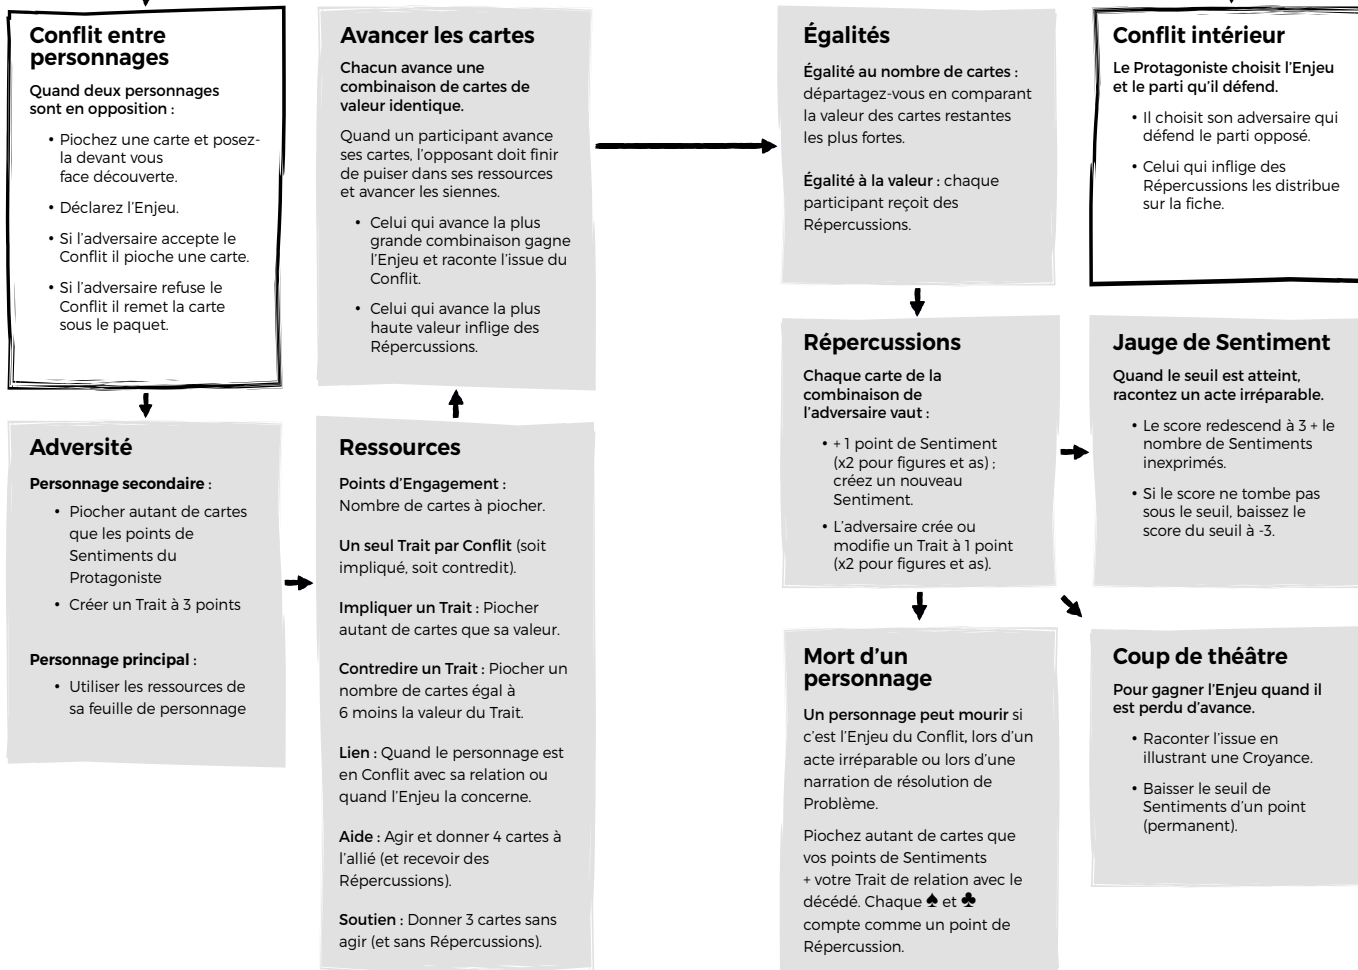 Conflit entre
personnages
Quand deux personnages
sont en opposition :
• Piochez une carte et posez-
la devant vous
face découverte.
• Déclarez l'Enjeu.
• Si l'adversaire accepte le
Conflit il pioche une carte.
• Si l'adversaire refuse le
Conflit il remet la carte
sous le paquet.
Adversité
Personnage secondaire :
• Piocher autant de cartes
que les points de
Sentiments du
Protagoniste
• Créer un Trait à 3 points
Personnage principal :
• Utiliser les ressources de
sa feuille de personnage
Avancer les cartes
Chacun avance une
combinaison de cartes de
valeur identique.
Quand un participant avance
ses cartes, l'opposant doit finir
de puiser dans ses ressources
et avancer les siennes.
• Celui qui avance la plus
grande combinaison gagne
l'Enjeu et raconte l'issue du
Conflit.
• Celui qui avance la plus
haute valeur inflige des
Répercussions.
Ressources
Points d'Engagement :
Nombre de cartes à piocher.
Un seul Trait par Conflit (soit
impliqué, soit contredit).
Impliquer un Trait : Piocher
autant de cartes que sa valeur.
Contredire un Trait : Piocher un
nombre de cartes égal à
6 moins la valeur du Trait.
Lien : Quand le personnage est
en Conflit avec sa relation ou
quand l'Enjeu la concerne.
Aide : Agir et donner 4 cartes à
l'allié (et recevoir des
Répercussions).
Soutien : Donner 3 cartes sans
agir (et sans Répercussions).
Égalités
Égalité au nombre de cartes :
départagez-vous en comparant
la valeur des cartes restantes
les plus fortes.
Égalité à la valeur : chaque
participant reçoit des
Répercussions.
Répercussions
Chaque carte de la
combinaison de
l'adversaire vaut :
• + 1 point de Sentiment
(x2 pour figures et as) ;
créez un nouveau
Sentiment.
• L'adversaire crée ou
modifie un Trait à 1 point
(x2 pour figures et as).
Mort d'un
personnage
Un personnage peut mourir si
c'est l'Enjeu du Conflit, lors d'un
acte irréparable ou lors d'une
narration de résolution de
Problème.
Piochez autant de cartes que
vos points de Sentiments
+ votre Trait de relation avec le
décédé. Chaque ♠ et ♣
compte comme un point de
Répercussion.
Conflit intérieur
Le Protagoniste choisit l'Enjeu
et le parti qu'il défend.
• Il choisit son adversaire qui
défend le parti opposé.
• Celui qui inflige des
Répercussions les distribue
sur la fiche.
Jauge de Sentiment
Quand le seuil est atteint,
racontez un acte irréparable.
• Le score redescend à 3 + le
nombre de Sentiments
inexprimés.
• Si le score ne tombe pas
sous le seuil, baissez le
score du seuil à -3.
Coup de théâtre
Pour gagner l'Enjeu quand il
est perdu d'avance.
• Raconter l'issue en
illustrant une Croyance.
• Baisser le seuil de
Sentiments d'un point
(permanent).